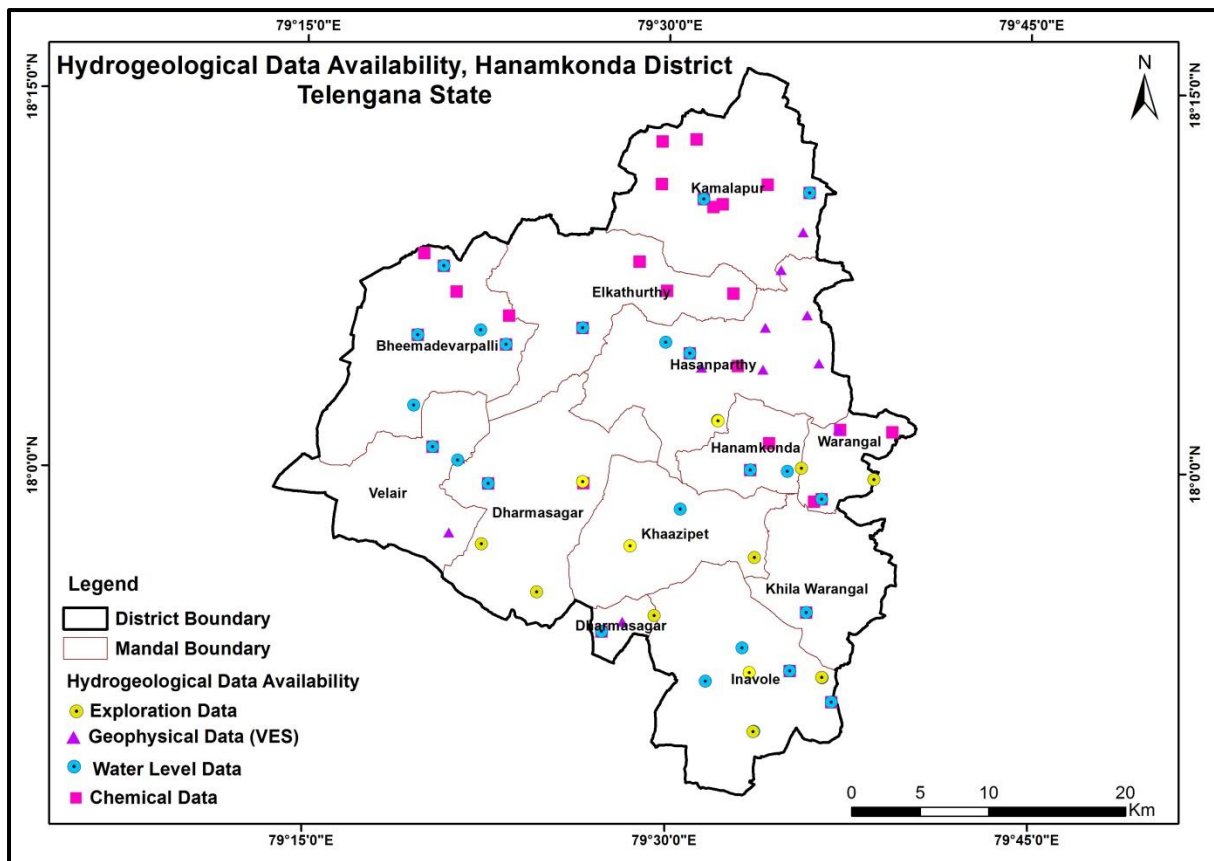 79°15'0"E
79°30'0"E
79°45'0"E
Hydrogeological Data Availability, Hanamkonda District
Telengana State
N
18°15'0"N
18°15'0"N
Kamalapur
Elkathurthy
Bheemadevarpalli
Hasanparthy
Hanamkonda
Warangal
18°0'0"N
18°0'0"N
Velair
Dharmasagar
Khaazipet
Khila Warangal
Dharmasagar
Inavole
Legend
District Boundary
Mandal Boundary
Hydrogeological Data Availability
Exploration Data
Geophysical Data (VES)
Water Level Data
Chemical Data
0 5 10 20
Km
79°15'0"E
79°30'0"E
79°45'0"E